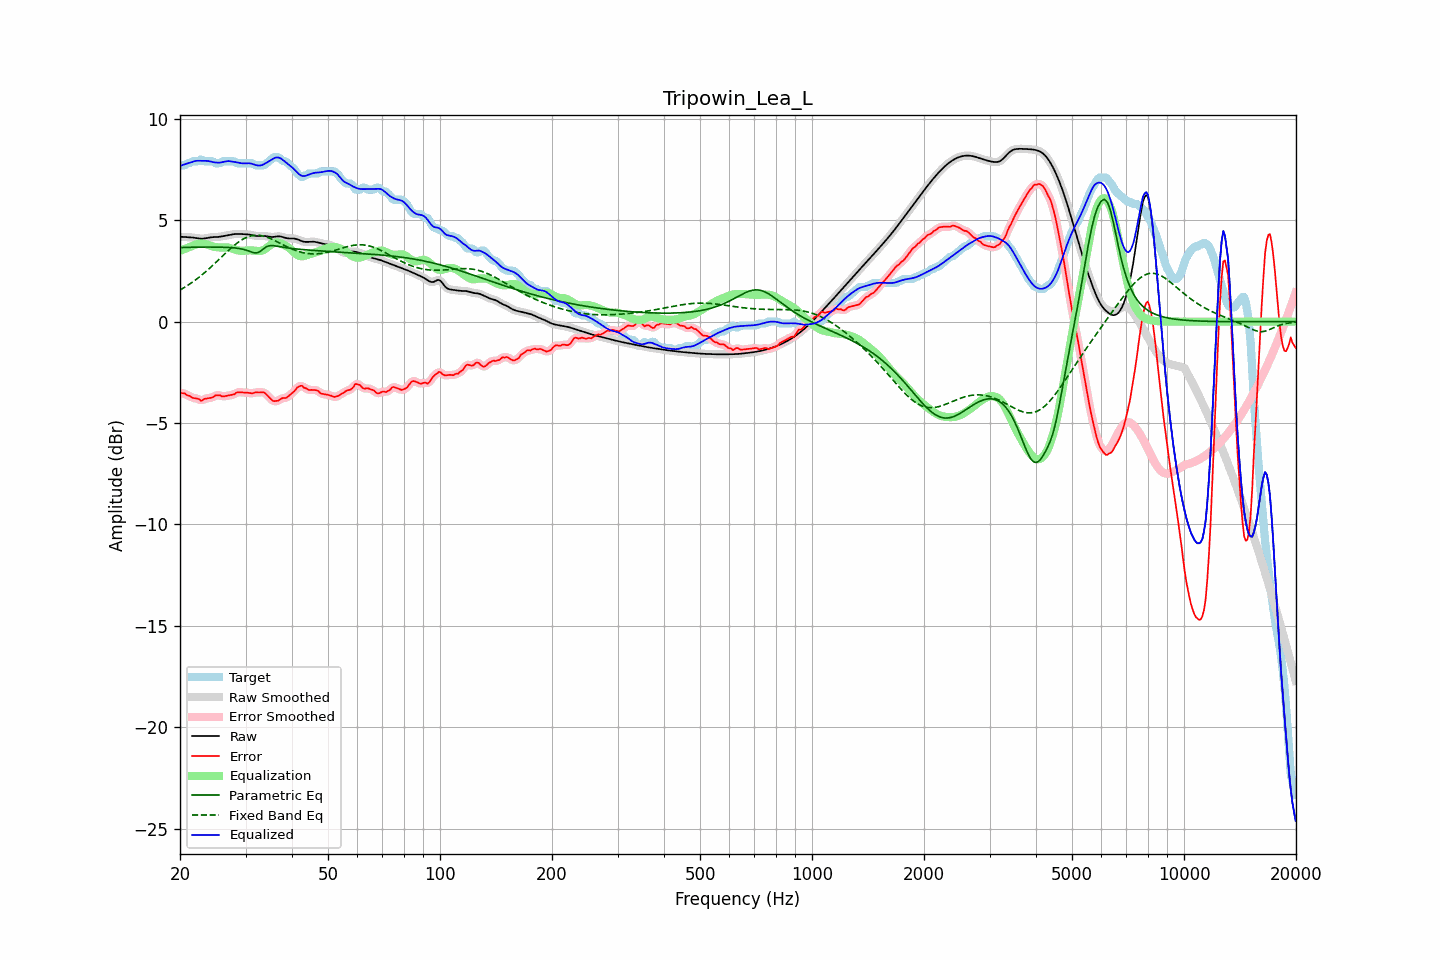 Tripowin_Lea_L
Amplitude (dBr)
10
5
0
−5
−10
−15
−20
−25
Target
Raw Smoothed
Error Smoothed
Raw
Error
Equalization
Parametric Eq
Fixed Band Eq
Equalized
20 50 100 200 500 1000 2000 5000 10000 20000
Frequency (Hz)